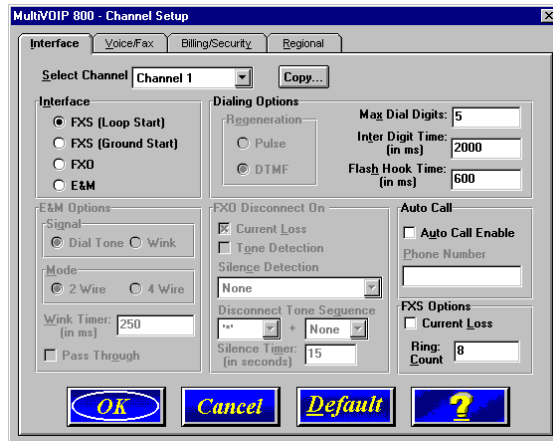 MultiVOIP 800 - Channel Setup
Interface
Voice/Fax
Billing/Security
Regional
Select Channel
Channel 1
Copy...
Interface
FXS (Loop Start)
FXS (Ground Start)
FXO
E&M
Dialing Options
Regeneration
Pulse
DTMF
Max Dial Digits:
5
Inter Digit Time:
(in ms)
2000
Flash Hook Time:
(in ms)
600
E&M Options
Signal
Dial Tone
Wink
Mode
2 Wire
4 Wire
Wink Timer:
(in ms)
250
Pass Through
FXO Disconnect On
Current Loss
Tone Detection
Silence Detection
None
Disconnect Tone Sequence
'*'
+
None
Silence Timer:
(in seconds)
15
Auto Call
Auto Call Enable
Phone Number
FXS Options
Current Loss
Ring:
Count
8
OK
Cancel
Default
?